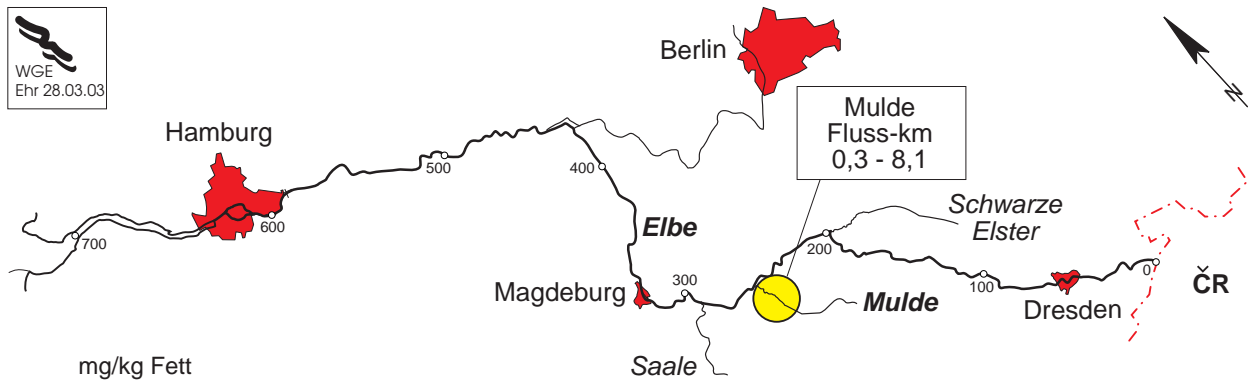 WGE
Ehr 28.03.03
Berlin
N
Hamburg
Mulde
Fluss-km
0,3 - 8,1
500
400
600
700
Elbe
Schwarze
Elster
200
0
ČR
100
Magdeburg
300
Mulde
Dresden
Saale
mg/kg Fett